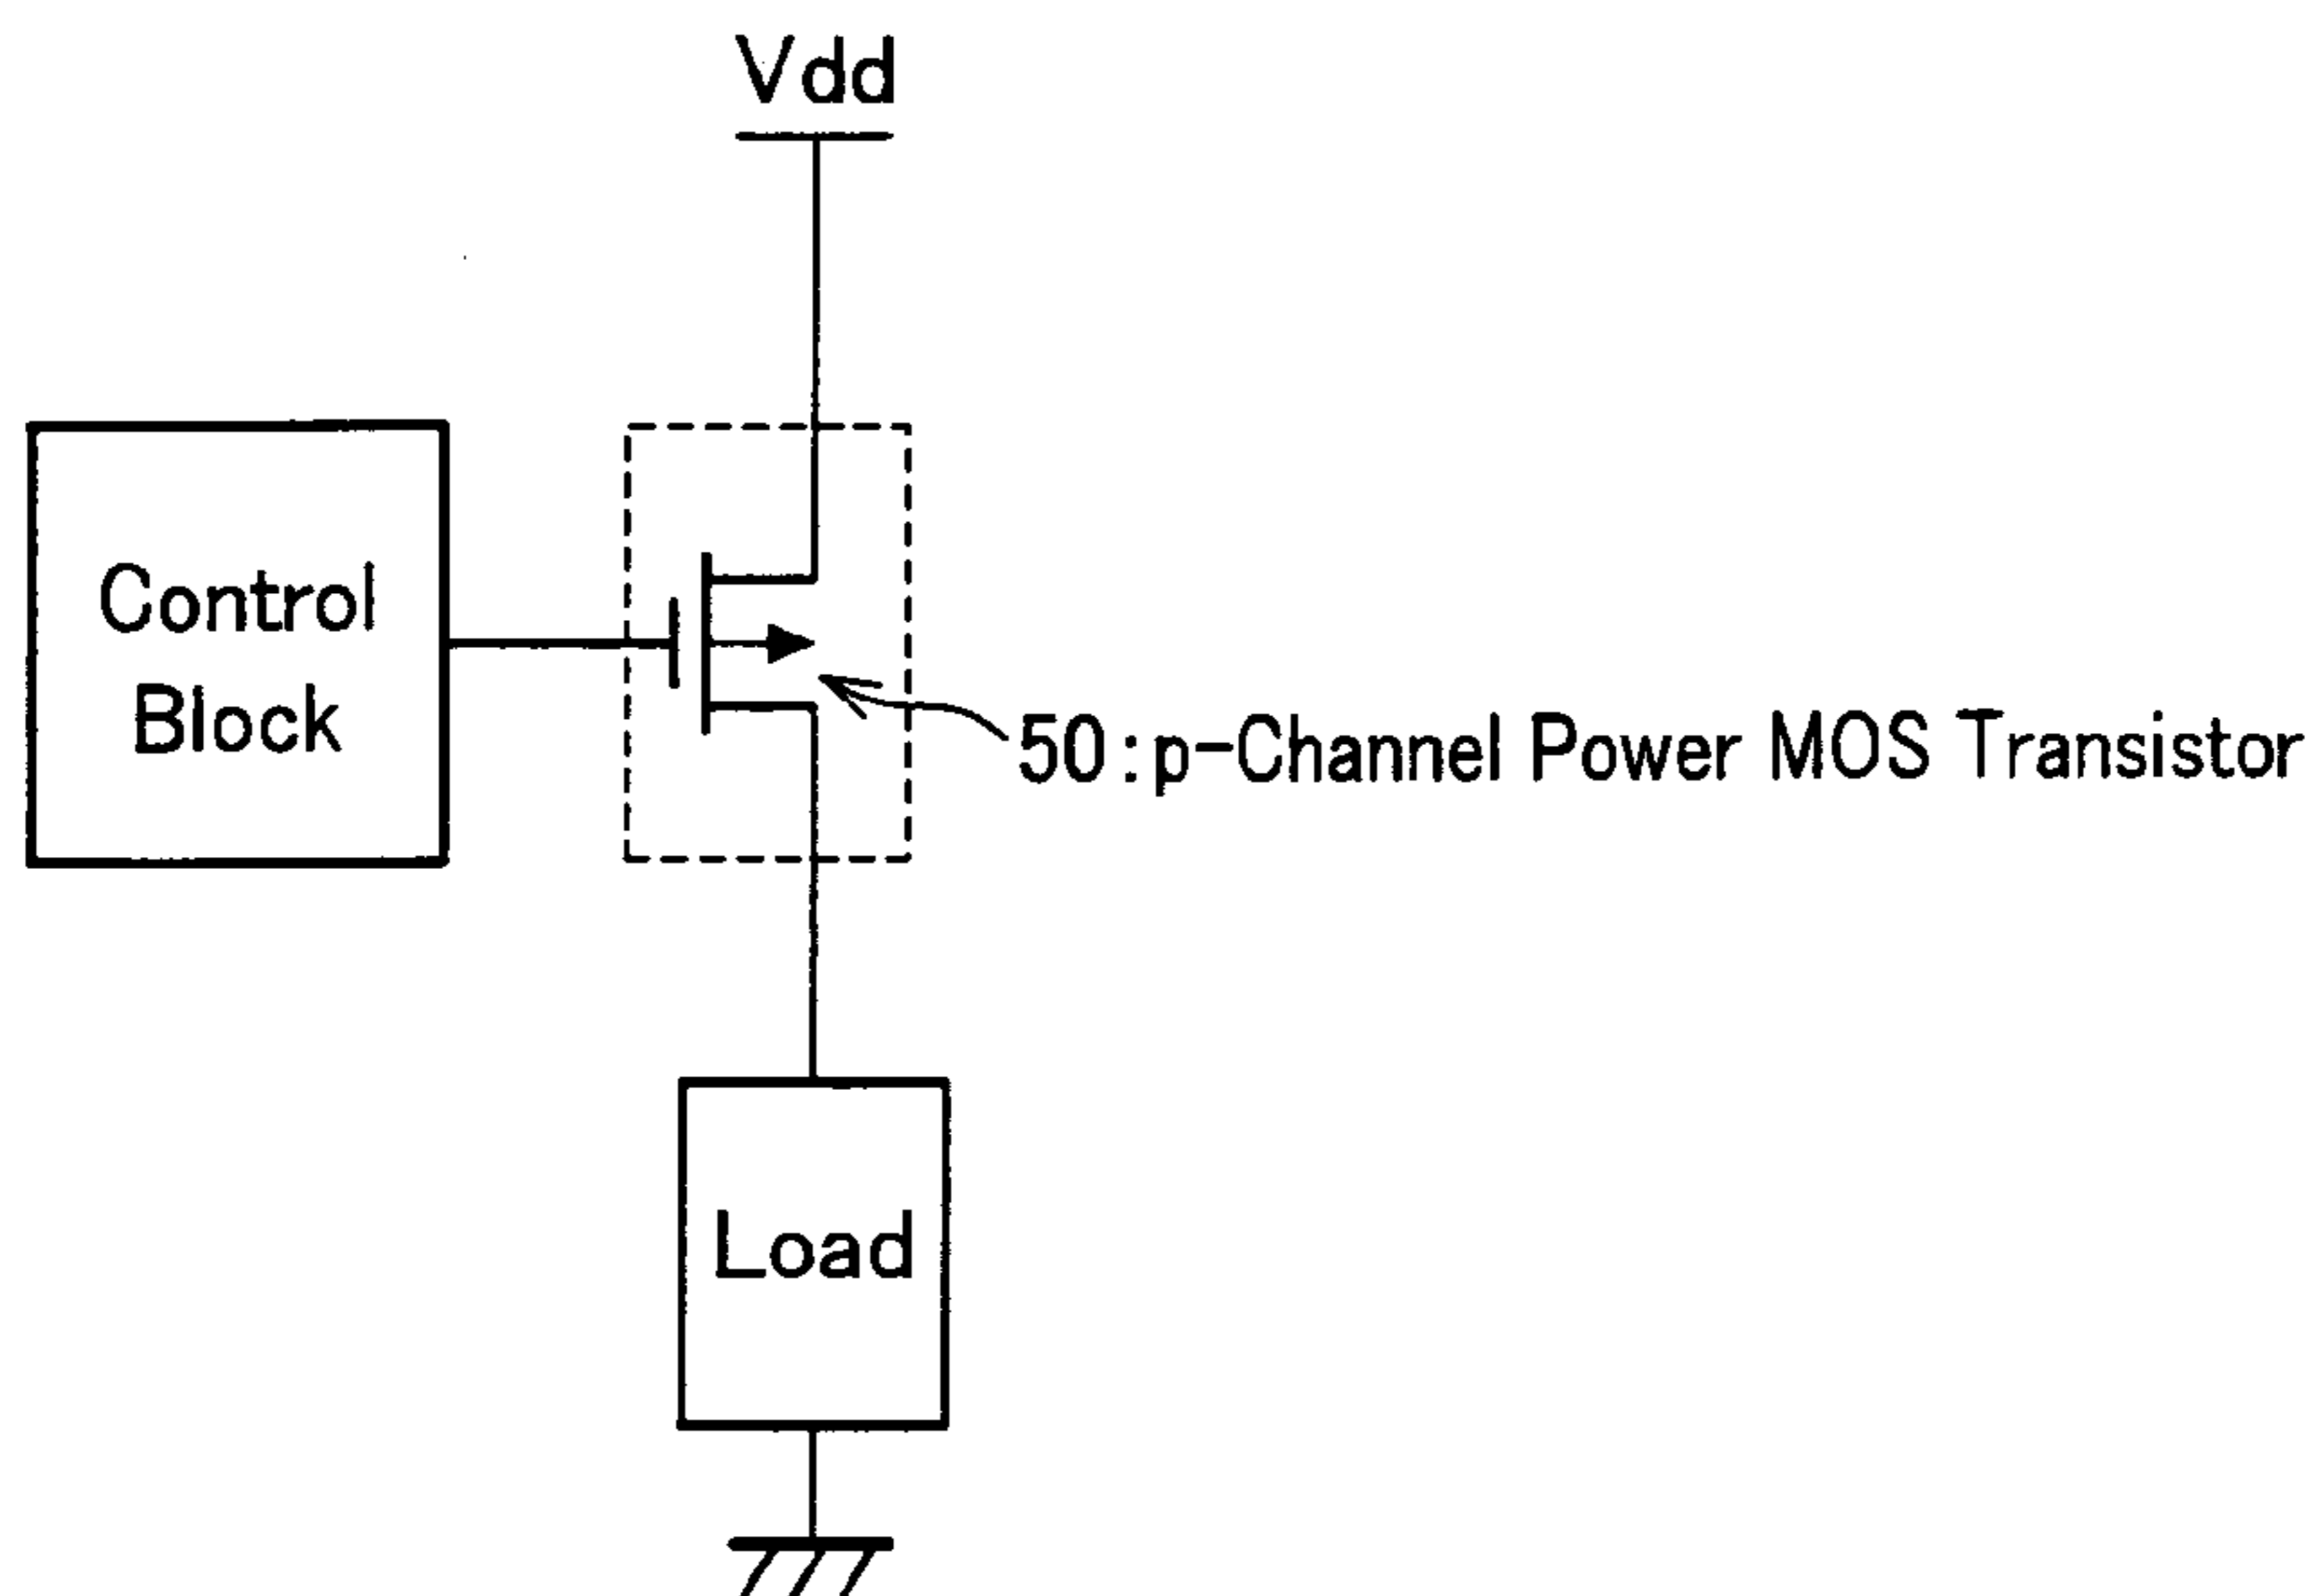 Vdd
Control
Block
50:p-Channel Power MOS Transistor
Load